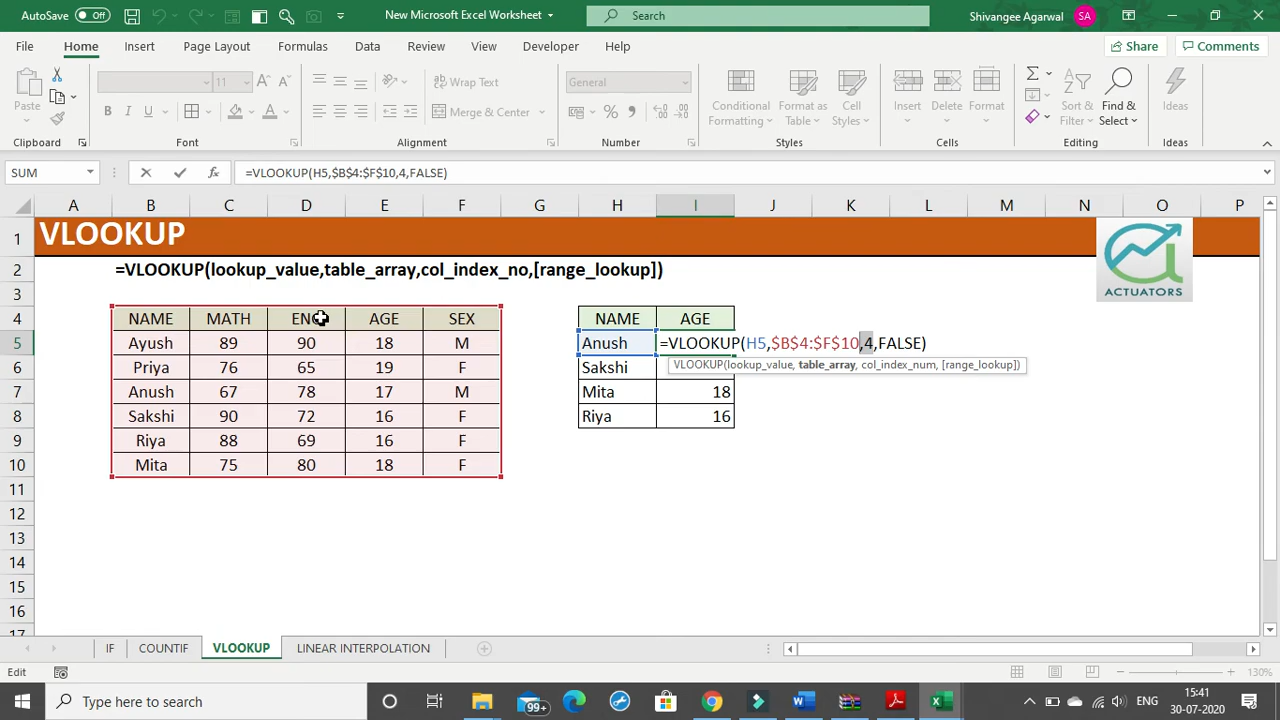 AutoSave Off New Microsoft Excel Worksheet Search Shivangee Agarwal SA
File Home Insert Page Layout Formulas Data Review View Developer Help Share Comments
Paste 11 Wrap Text General Conditional Formatting Format as Table Cell Styles Insert Delete Format Sort & Filter Find & Select Ideas
B I U A Merge & Center % 
Clipboard Font Alignment Number Styles Cells Editing Ideas
SUM fx =VLOOKUP(H5,$B$4:$F$10,4,FALSE)
A B C D E F G H I J K L M N O P
1 VLOOKUP
2 =VLOOKUP(lookup_value,table_array,col_index_no,[range_lookup])
ACTUATORS
3
4 NAME MATH ENG AGE SEX NAME AGE
5 Ayush 89 90 18 M Anush =VLOOKUP(H5,$B$4:$F$10,4,FALSE)
VLOOKUP(lookup_value, table_array, col_index_num, [range_lookup])
6 Priya 76 65 19 F Sakshi
7 Anush 67 78 17 M Mita 18
8 Sakshi 90 72 16 F Riya 16
9 Riya 88 69 16 F
10 Mita 75 80 18 F
11
12
13
14
15
16
17
IF COUNTIF VLOOKUP LINEAR INTERPOLATION
Edit 130%
Type here to search 99+ ENG 15:41
30-07-2020